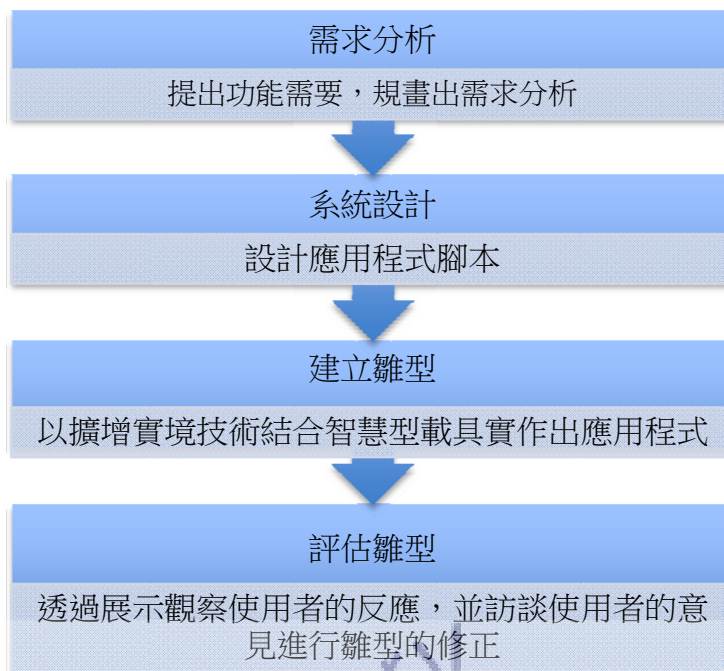 需求分析
提出功能需要，規畫出需求分析
系統設計
設計應用程式腳本
建立雛型
以擴增實境技術結合智慧型載具實作出應用程式
評估雛型
透過展示觀察使用者的反應，並訪談使用者的意
見進行雛型的修正